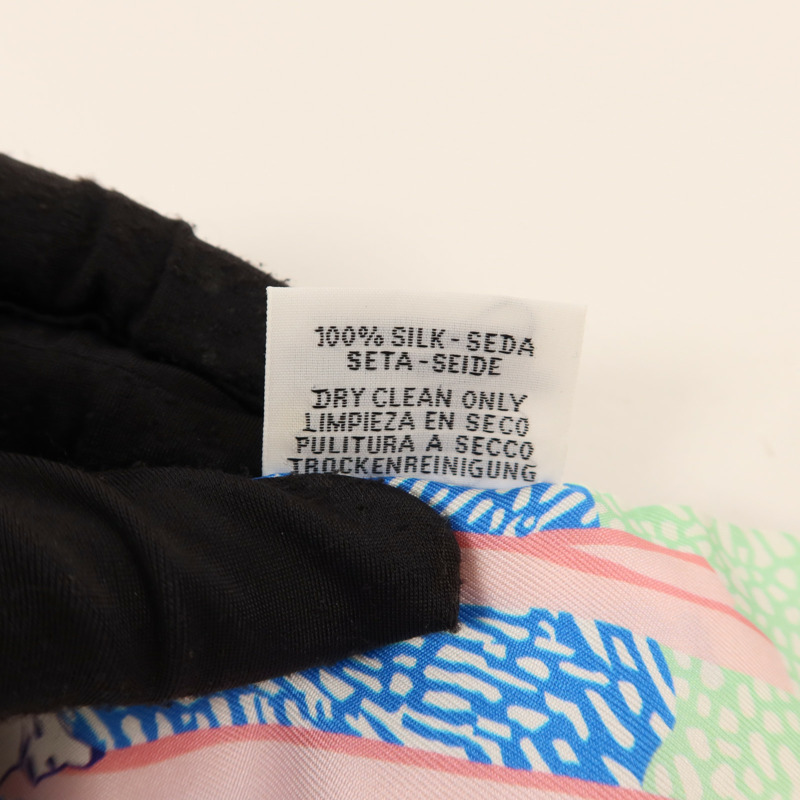 100% SILK - SEDA
SETA - SEIDE
DRY CLEAN ONLY
LIMPIEZA EN SECO
PULITURA A SECCO
TROCKENREINIGUNG